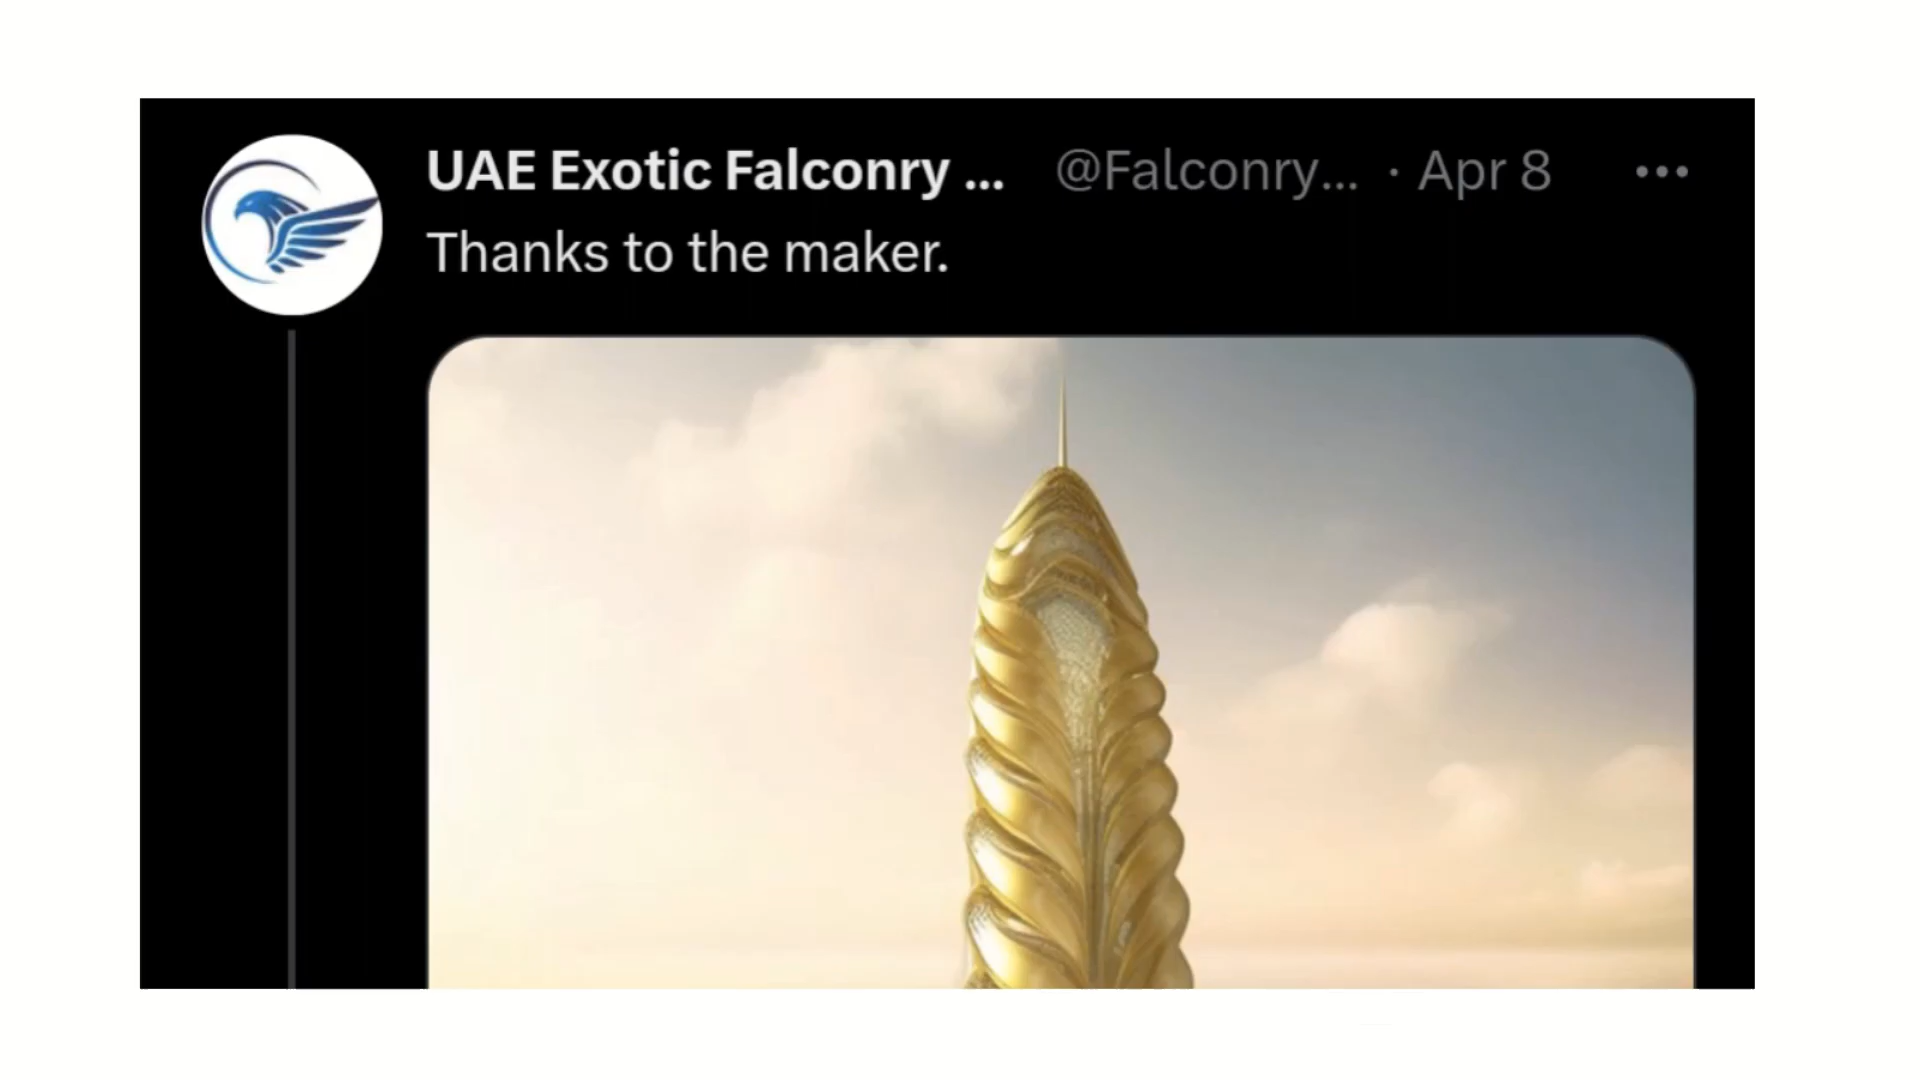 UAE Exotic Falconry ... @Falconry... · Apr 8
Thanks to the maker.